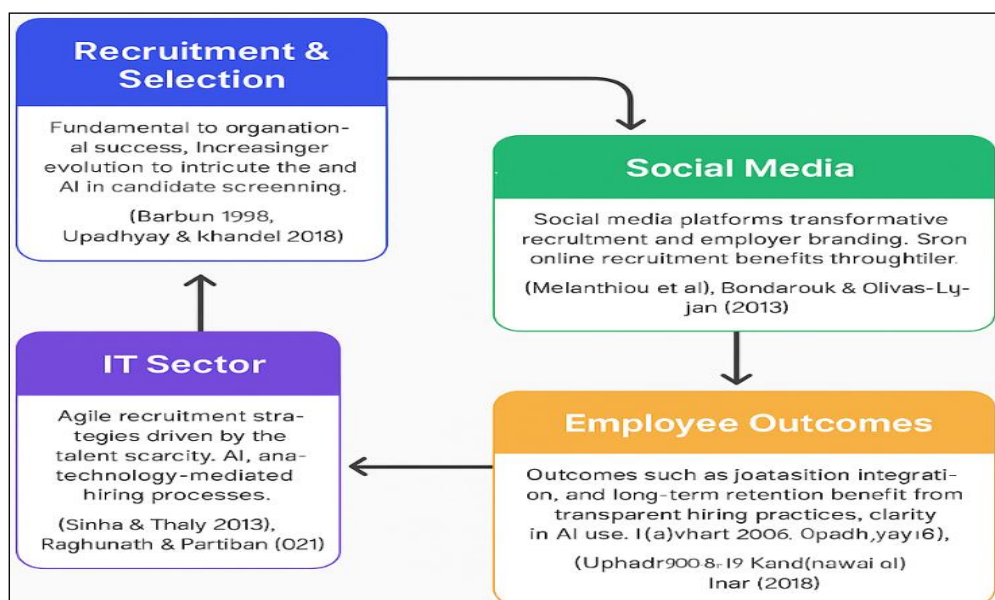 Recruitment &
Selection
Fundamental to organation-
al success, Increasinger
evolution to intricute the and
AI in candidate screenning.
(Barbun 1998,
Upadhyay & khandel 2018)
Social Media
Social media platforms transformative
recruitment and employer branding. Sron
online recruitment benefits throughtiler.
(Melanthiou et al), Bondarouk & Olivas-Ly-
jan (2013)
Employee Outcomes
Outcomes such as joatasition integrati-
on, and long-term retention benefit from
transparent hiring practices, clarity
in AI use. I(a)vhart 2006.
Inar (2018)
IT Sector
Agile recruitment stra-
tegies driven by the
talent scarcity. AI, ana-
technology-mediated
hiring processes.
(Sinha & Thaly 2013),
Raghunath & Partiban (021)